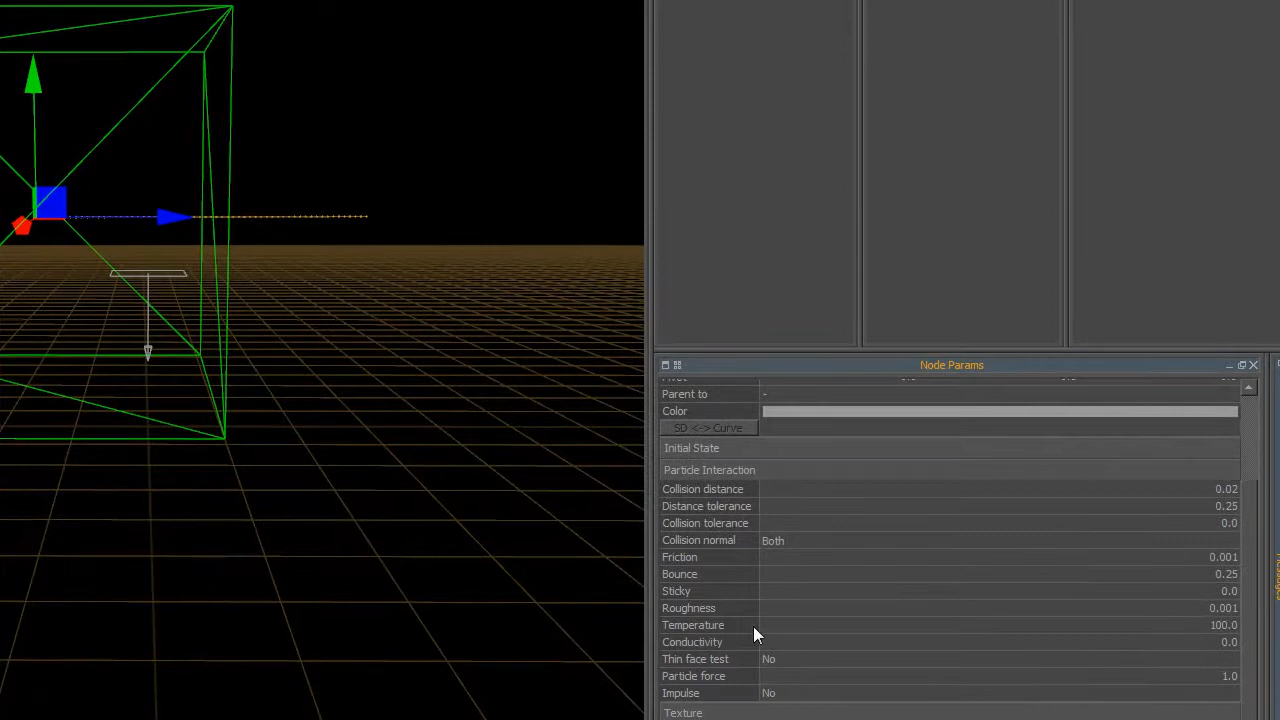 Node Params
Parent to -
Color
SD <-> Curve
Initial State
Particle Interaction
Collision distance 0.02
Distance tolerance 0.25
Collision tolerance 0.0
Collision normal Both
Friction 0.001
Bounce 0.25
Sticky 0.0
Roughness 0.001
Temperature 100.0
Conductivity 0.0
Thin face test No
Particle force 1.0
Impulse No
Texture